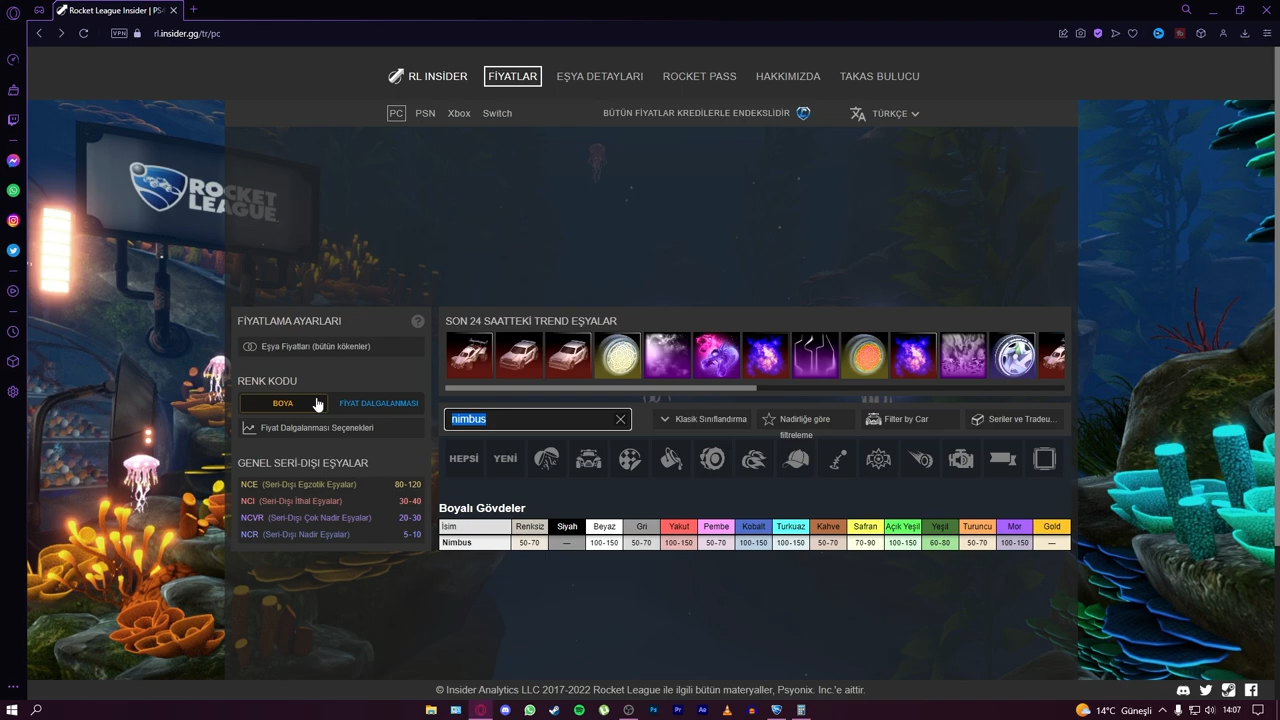 Rocket League Insider | PS
VPN
rl.insider.gg/tr/pc
RL INSİDER
FİYATLAR
EŞYA DETAYLARI
ROCKET PASS
HAKKIMIZDA
TAKAS BULUCU
PC
PSN
Xbox
Switch
BÜTÜN FİYATLAR KREDİLERLE ENDEKSLİDİR
TÜRKÇE
ROCKET
LEAGUE
FİYATLAMA AYARLARI
?
Eşya Fiyatları (bütün kökenler)
RENK KODU
BOYA
FİYAT DALGALANMASI
Fiyat Dalgalanması Seçenekleri
GENEL SERİ-DIŞI EŞYALAR
NCE (Seri-Dışı Egzotik Eşyalar) 80-120
NCI (Seri-Dışı İthal Eşyalar) 30-40
NCVR (Seri-Dışı Çok Nadir Eşyalar) 20-30
NCR (Seri-Dışı Nadir Eşyalar) 5-10
SON 24 SAATTEKİ TREND EŞYALAR
nimbus
Klasik Sınıflandırma
Nadirliğe göre
filtreleme
Filter by Car
Seriler ve Tradeu...
HEPSİ
YENİ
Boyalı Gövdeler
İsim Renksiz Siyah Beyaz Gri Yakut Pembe Kobalt Turkuaz Kahve Safran Açık Yeşil Yeşil Turuncu Mor Gold
Nimbus 50-70 — 100-150 50-70 100-150 50-70 100-150 100-150 50-70 70-90 100-150 60-80 50-70 100-150 —
© Insider Analytics LLC 2017-2022 Rocket League ile ilgili bütün materyaller, Psyonix. Inc.'e aittir.
Ps
Pr
Ae
14°C Güneşli
14:07